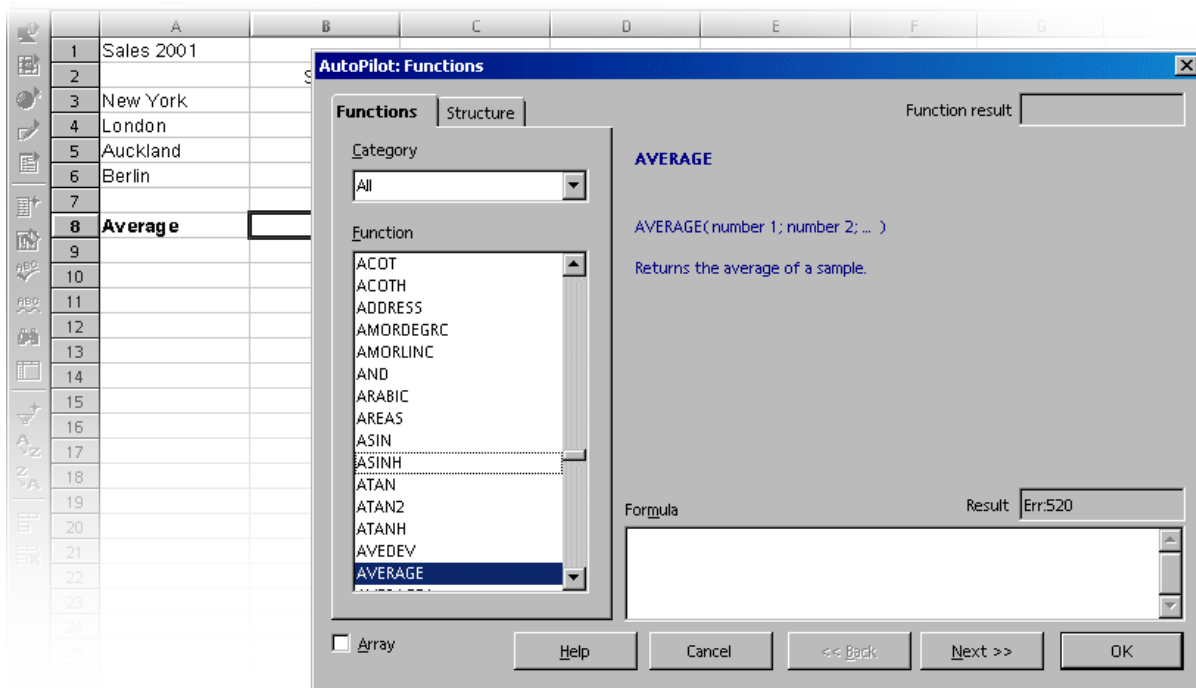 A B C D E F G
1 Sales 2001
2 S
3 New York
4 London
5 Auckland
6 Berlin
7
8 Average
9
10
11
12
13
14
15
16
17
18
19
20
21
22
23
24
25
AutoPilot: Functions
Functions Structure
Function result
Category
All
Function
ACOT
ACOTH
ADDRESS
AMORDEGRC
AMORLINC
AND
ARABIC
AREAS
ASIN
ASINH
ATAN
ATAN2
ATANH
AVEDEV
AVERAGE
AVERAGE
AVERAGE( number 1; number 2; ... )
Returns the average of a sample.
Formula
Result Err:520
Array
Help Cancel << Back Next >> OK